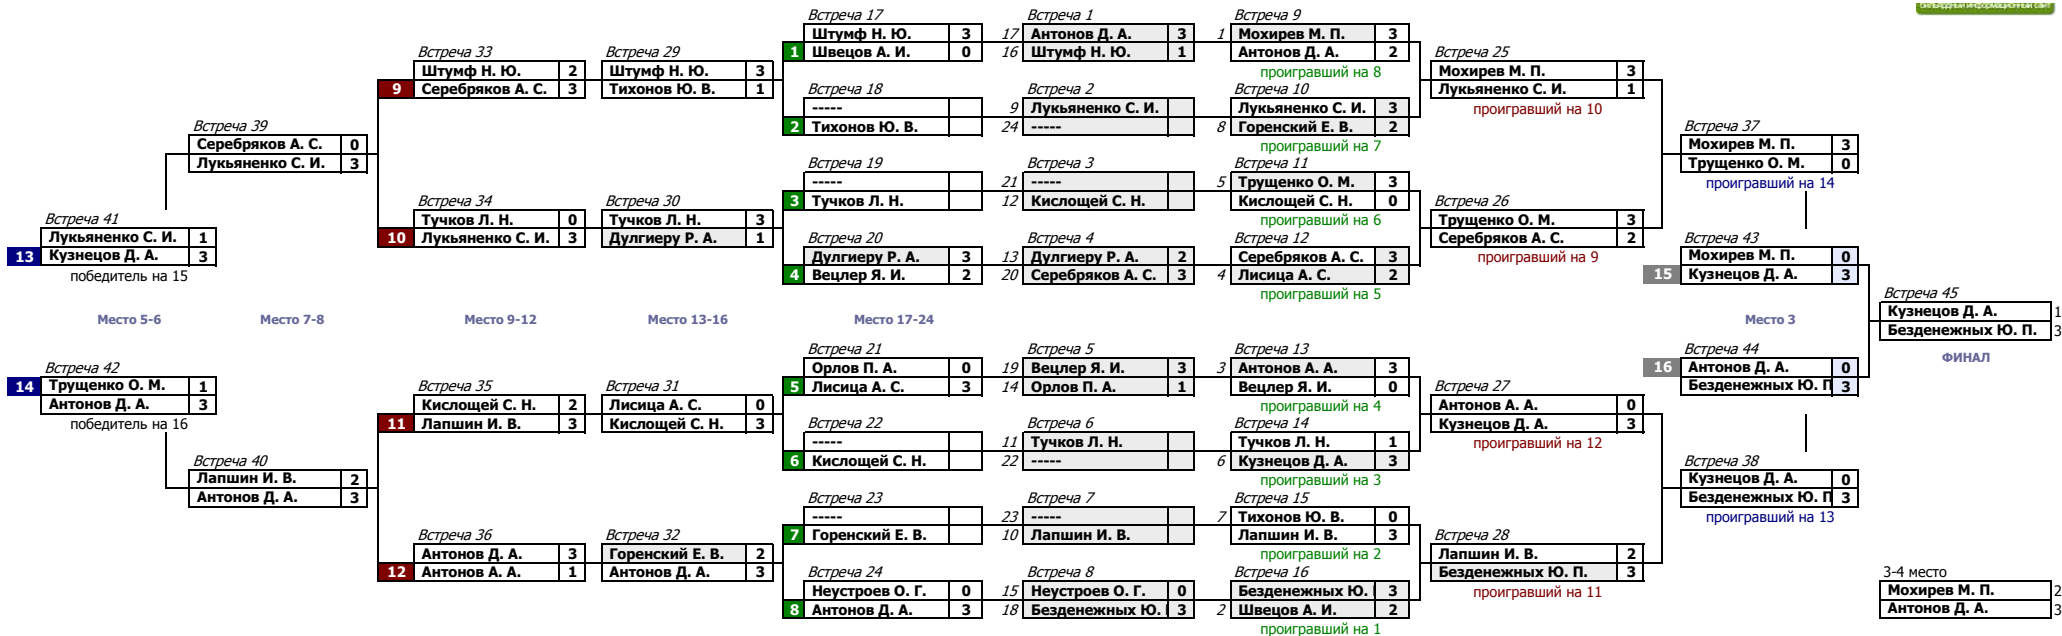 бильярдный информационный сайт
Встреча 17
Штумф Н. Ю. 3
1 Швецов А. И. 0
Встреча 18
-----
2 Тихонов Ю. В.
Встреча 19
-----
3 Тучков Л. Н.
Встреча 20
Дулгиеру Р. А. 3
4 Вецлер Я. И. 2
Встреча 1
17 Антонов Д. А. 3
16 Штумф Н. Ю. 1
Встреча 2
9 Лукьяненко С. И.
24 -----
Встреча 3
21 -----
12 Кислощей С. Н.
Встреча 4
13 Дулгиеру Р. А. 2
20 Серебряков А. С. 3
Встреча 9
1 Мохирев М. П. 3
Антонов Д. А. 2
проигравший на 8
Встреча 10
Лукьяненко С. И. 3
8 Горенский Е. В. 2
проигравший на 7
Встреча 11
5 Трущенко О. М. 3
Кислощей С. Н. 0
проигравший на 6
Встреча 12
Серебряков А. С. 3
4 Лисица А. С. 2
проигравший на 5
Встреча 33
Штумф Н. Ю. 2
9 Серебряков А. С. 3
Встреча 29
Штумф Н. Ю. 3
Тихонов Ю. В. 1
Встреча 25
Мохирев М. П. 3
Лукьяненко С. И. 1
проигравший на 10
Встреча 39
Серебряков А. С. 0
Лукьяненко С. И. 3
Встреча 37
Мохирев М. П. 3
Трущенко О. М. 0
проигравший на 14
Встреча 34
Тучков Л. Н. 0
10 Лукьяненко С. И. 3
Встреча 30
Тучков Л. Н. 3
Дулгиеру Р. А. 1
Встреча 26
Трущенко О. М. 3
Серебряков А. С. 2
проигравший на 9
Встреча 41
Лукьяненко С. И. 1
13 Кузнецов Д. А. 3
победитель на 15
Встреча 43
Мохирев М. П. 0
15 Кузнецов Д. А. 3
Встреча 45
Кузнецов Д. А. 1
Безденежных Ю. П. 3
ФИНАЛ
Место 5-6 Место 7-8 Место 9-12 Место 13-16 Место 17-24 Место 3
Встреча 42
14 Трущенко О. М. 1
Антонов Д. А. 3
победитель на 16
Встреча 44
16 Антонов Д. А. 0
Безденежных Ю. П 3
Встреча 21
Орлов П. А. 0
5 Лисица А. С. 3
Встреча 22
-----
6 Кислощей С. Н.
Встреча 23
-----
7 Горенский Е. В.
Встреча 24
Неустроев О. Г. 0
8 Антонов Д. А. 3
Встреча 5
19 Вецлер Я. И. 3
14 Орлов П. А. 1
Встреча 6
11 Тучков Л. Н.
22 -----
Встреча 7
23 -----
10 Лапшин И. В.
Встреча 8
15 Неустроев О. Г. 0
18 Безденежных Ю. 3
Встреча 13
3 Антонов А. А. 3
Вецлер Я. И. 0
проигравший на 4
Встреча 14
Тучков Л. Н. 1
6 Кузнецов Д. А. 3
проигравший на 3
Встреча 15
7 Тихонов Ю. В. 0
Лапшин И. В. 3
проигравший на 2
Встреча 16
Безденежных Ю. 3
2 Швецов А. И. 2
проигравший на 1
Встреча 35
Кислощей С. Н. 2
11 Лапшин И. В. 3
Встреча 31
Лисица А. С. 0
Кислощей С. Н. 3
Встреча 27
Антонов А. А. 0
Кузнецов Д. А. 3
проигравший на 12
Встреча 40
Лапшин И. В. 2
Антонов Д. А. 3
Встреча 38
Кузнецов Д. А. 0
Безденежных Ю. П 3
проигравший на 13
Встреча 36
Антонов Д. А. 3
12 Антонов А. А. 1
Встреча 32
Горенский Е. В. 2
Антонов Д. А. 3
Встреча 28
Лапшин И. В. 2
Безденежных Ю. П. 3
проигравший на 11
3-4 место
Мохирев М. П. 2
Антонов Д. А. 3